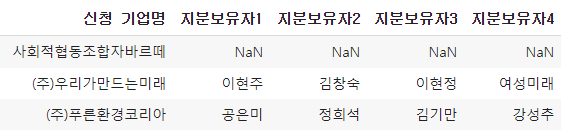 신청 기업명 지분보유자1 지분보유자2 지분보유자3 지분보유자4
사회적협동조합자바르떼 NaN NaN NaN NaN
(주)우리가만드는미래 이현주 김창숙 이현정 여성미래
(주)푸른환경코리아 공은미 정희석 김기만 강성추